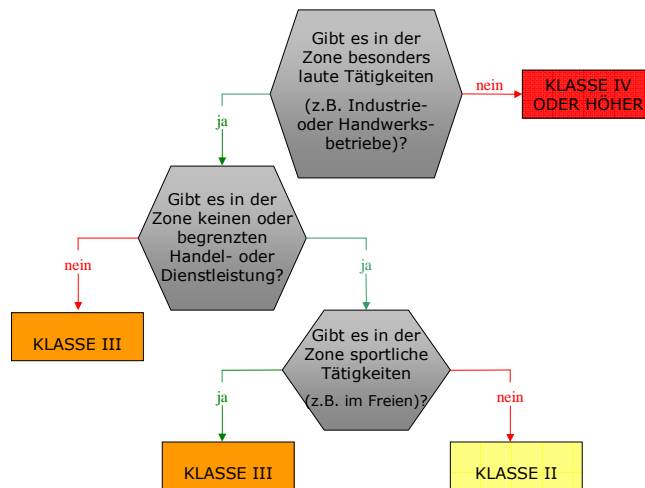 Gibt es in der
Zone besonders
laute Tätigkeiten
(z.B. Industrie-
oder Handwerks-
betriebe)?
nein
KLASSE IV
ODER HÖHER
ja
Gibt es in der
Zone keinen oder
begrenzten
Handel- oder
Dienstleistung?
nein
ja
KLASSE III
Gibt es in der
Zone sportliche
Tätigkeiten
(z.B. im Freien)?
ja
nein
KLASSE III
KLASSE II